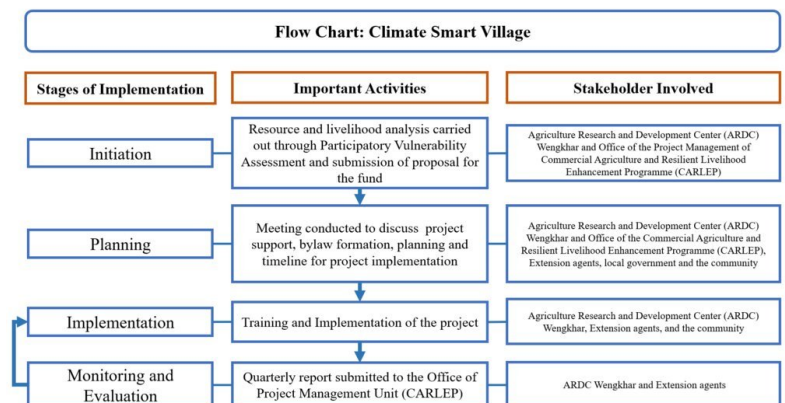 Flow Chart: Climate Smart Village
Stages of Implementation
Important Activities
Stakeholder Involved
Initiation
Resource and livelihood analysis carried
out through Participatory Vulnerability
Assessment and submission of proposal for
the fund
Agriculture Research and Development Center (ARDC)
Wengkhar and Office of the Project Management of
Commercial Agriculture and Resilient Livelihood
Enhancement Programme (CARLEP)
Planning
Meeting conducted to discuss project
support, bylaw formation, planning and
timeline for project implementation
Agriculture Research and Development Center (ARDC)
Wengkhar and Office of the Commercial Agriculture and
Resilient Livelihood Enhancement Programme (CARLEP),
Extension agents, local government and the community
Implementation
Training and Implementation of the project
Agriculture Research and Development Center (ARDC)
Wengkhar, Extension agents, and the community
Monitoring and
Evaluation
Quarterly report submitted to the Office of
Project Management Unit (CARLEP)
ARDC Wengkhar and Extension agents